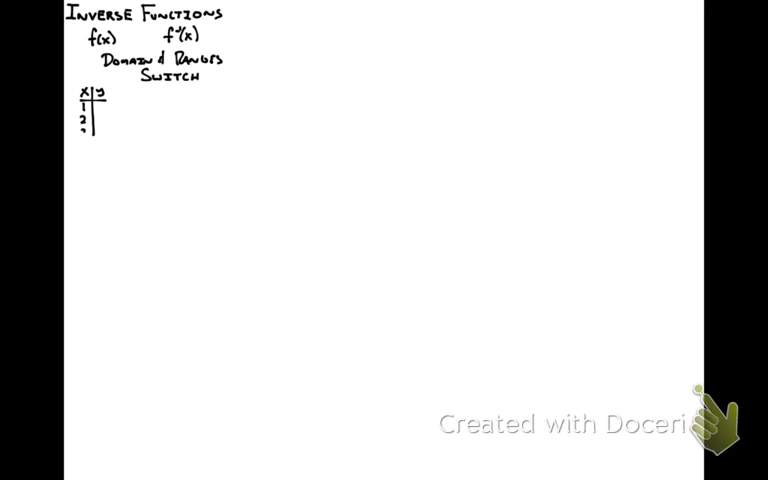 INVERSE FUNCTIONS
f(x) f⁻¹(x)
DOMAIN & RANGES
SWITCH
x y
1
2
Created with Doceri